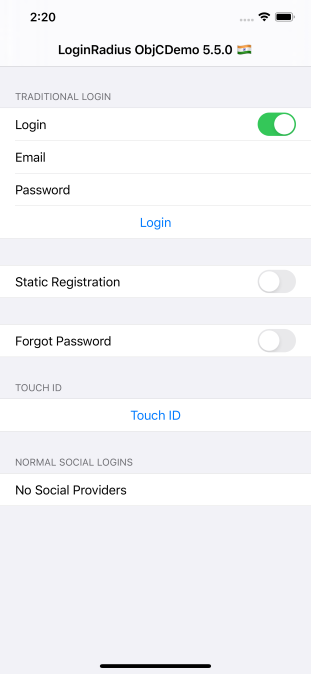 2:20
LoginRadius ObjCDemo 5.5.0 🇮🇳
TRADITIONAL LOGIN
Login
Email
Password
Login
Static Registration
Forgot Password
TOUCH ID
Touch ID
NORMAL SOCIAL LOGINS
No Social Providers